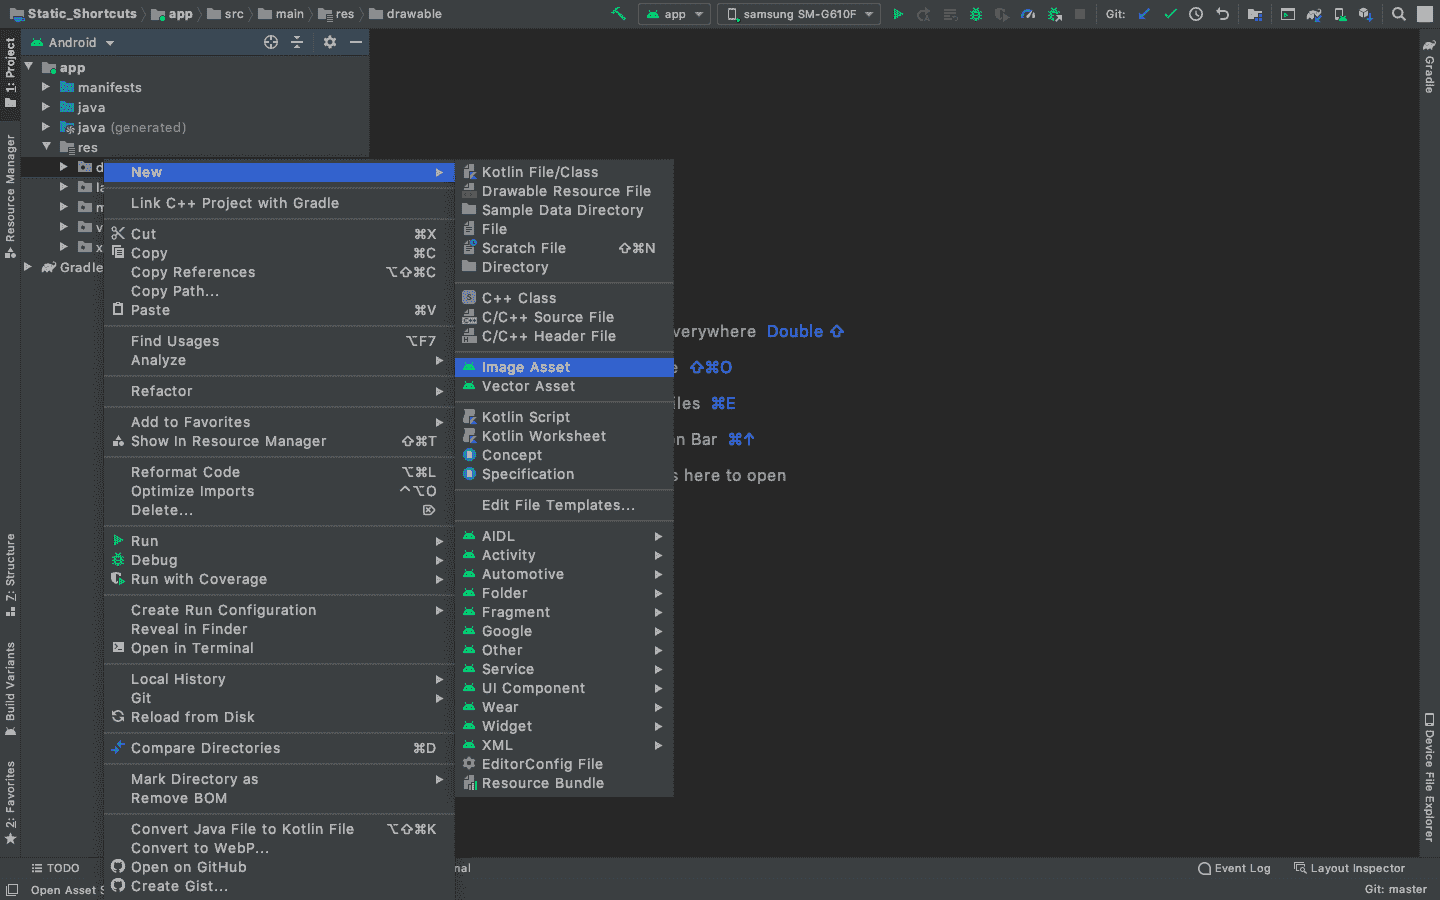 Static_Shortcuts app src main res drawable
app samsung SM-G610F Git:
1: Project
Resource Manager
7: Structure
Build Variants
2: Favorites
Android
app
manifests
java
java (generated)
res
Gradle
New
Link C++ Project with Gradle
Cut ⌘X
Copy ⌘C
Copy References ⌥⇧⌘C
Copy Path...
Paste ⌘V
Find Usages ⌥F7
Analyze
Refactor
Add to Favorites
Show In Resource Manager ⇧⌘T
Reformat Code ⌥⌘L
Optimize Imports ^⌥O
Delete... ⌦
Run
Debug
Run with Coverage
Create Run Configuration
Reveal in Finder
Open in Terminal
Local History
Git
Reload from Disk
Compare Directories ⌘D
Mark Directory as
Remove BOM
Convert Java File to Kotlin File ⌥⇧⌘K
Convert to WebP...
Open on GitHub
Create Gist...
Kotlin File/Class
Drawable Resource File
Sample Data Directory
File
Scratch File ⇧⌘N
Directory
C++ Class
C/C++ Source File
C/C++ Header File
Image Asset
Vector Asset
Kotlin Script
Kotlin Worksheet
Concept
Specification
Edit File Templates...
AIDL
Activity
Automotive
Folder
Fragment
Google
Other
Service
UI Component
Wear
Widget
XML
EditorConfig File
Resource Bundle
verywhere Double ⇧
e ⇧⌘O
iles ⌘E
n Bar ⌘↑
s here to open
Gradle
Device File Explorer
TODO
nal
Event Log
Layout Inspector
Open Asset S
Git: master